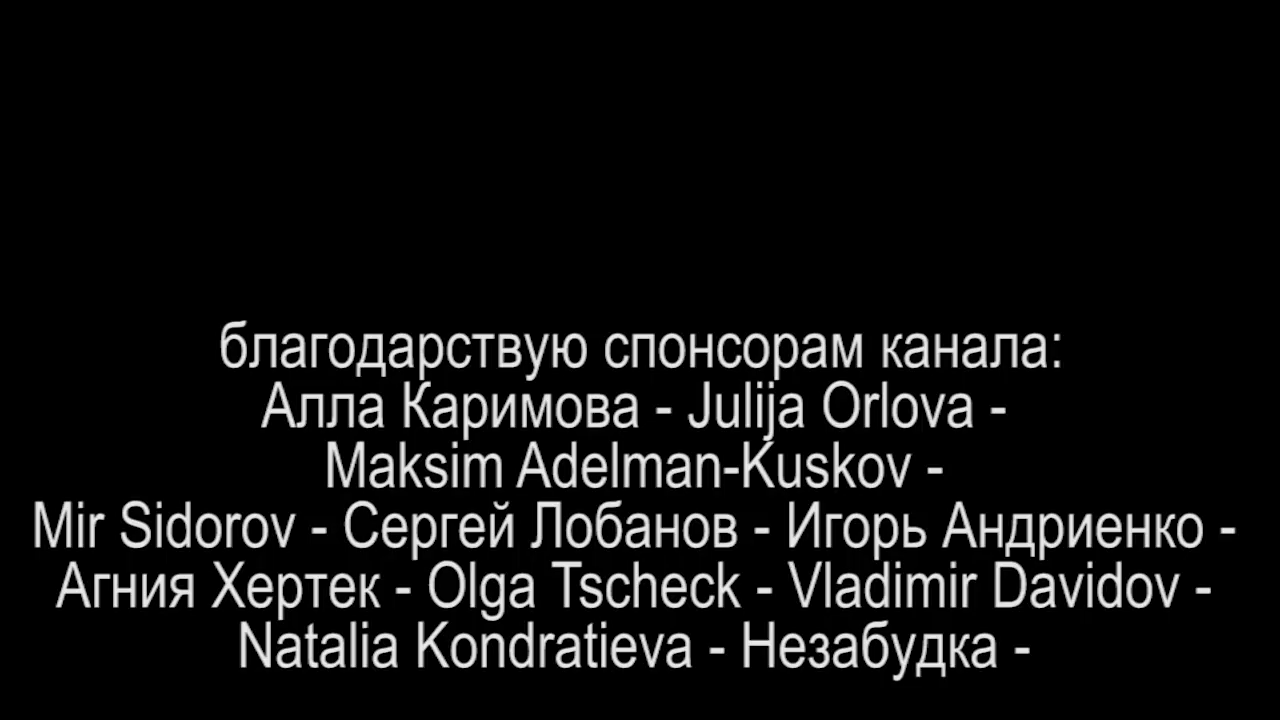 благодарствую спонсорам канала:
Алла Каримова - Julija Orlova -
Maksim Adelman-Kuskov -
Mir Sidorov - Сергей Лобанов - Игорь Андриенко -
Агния Хертек - Olga Tscheck - Vladimir Davidov -
Natalia Kondratieva - Незабудка -